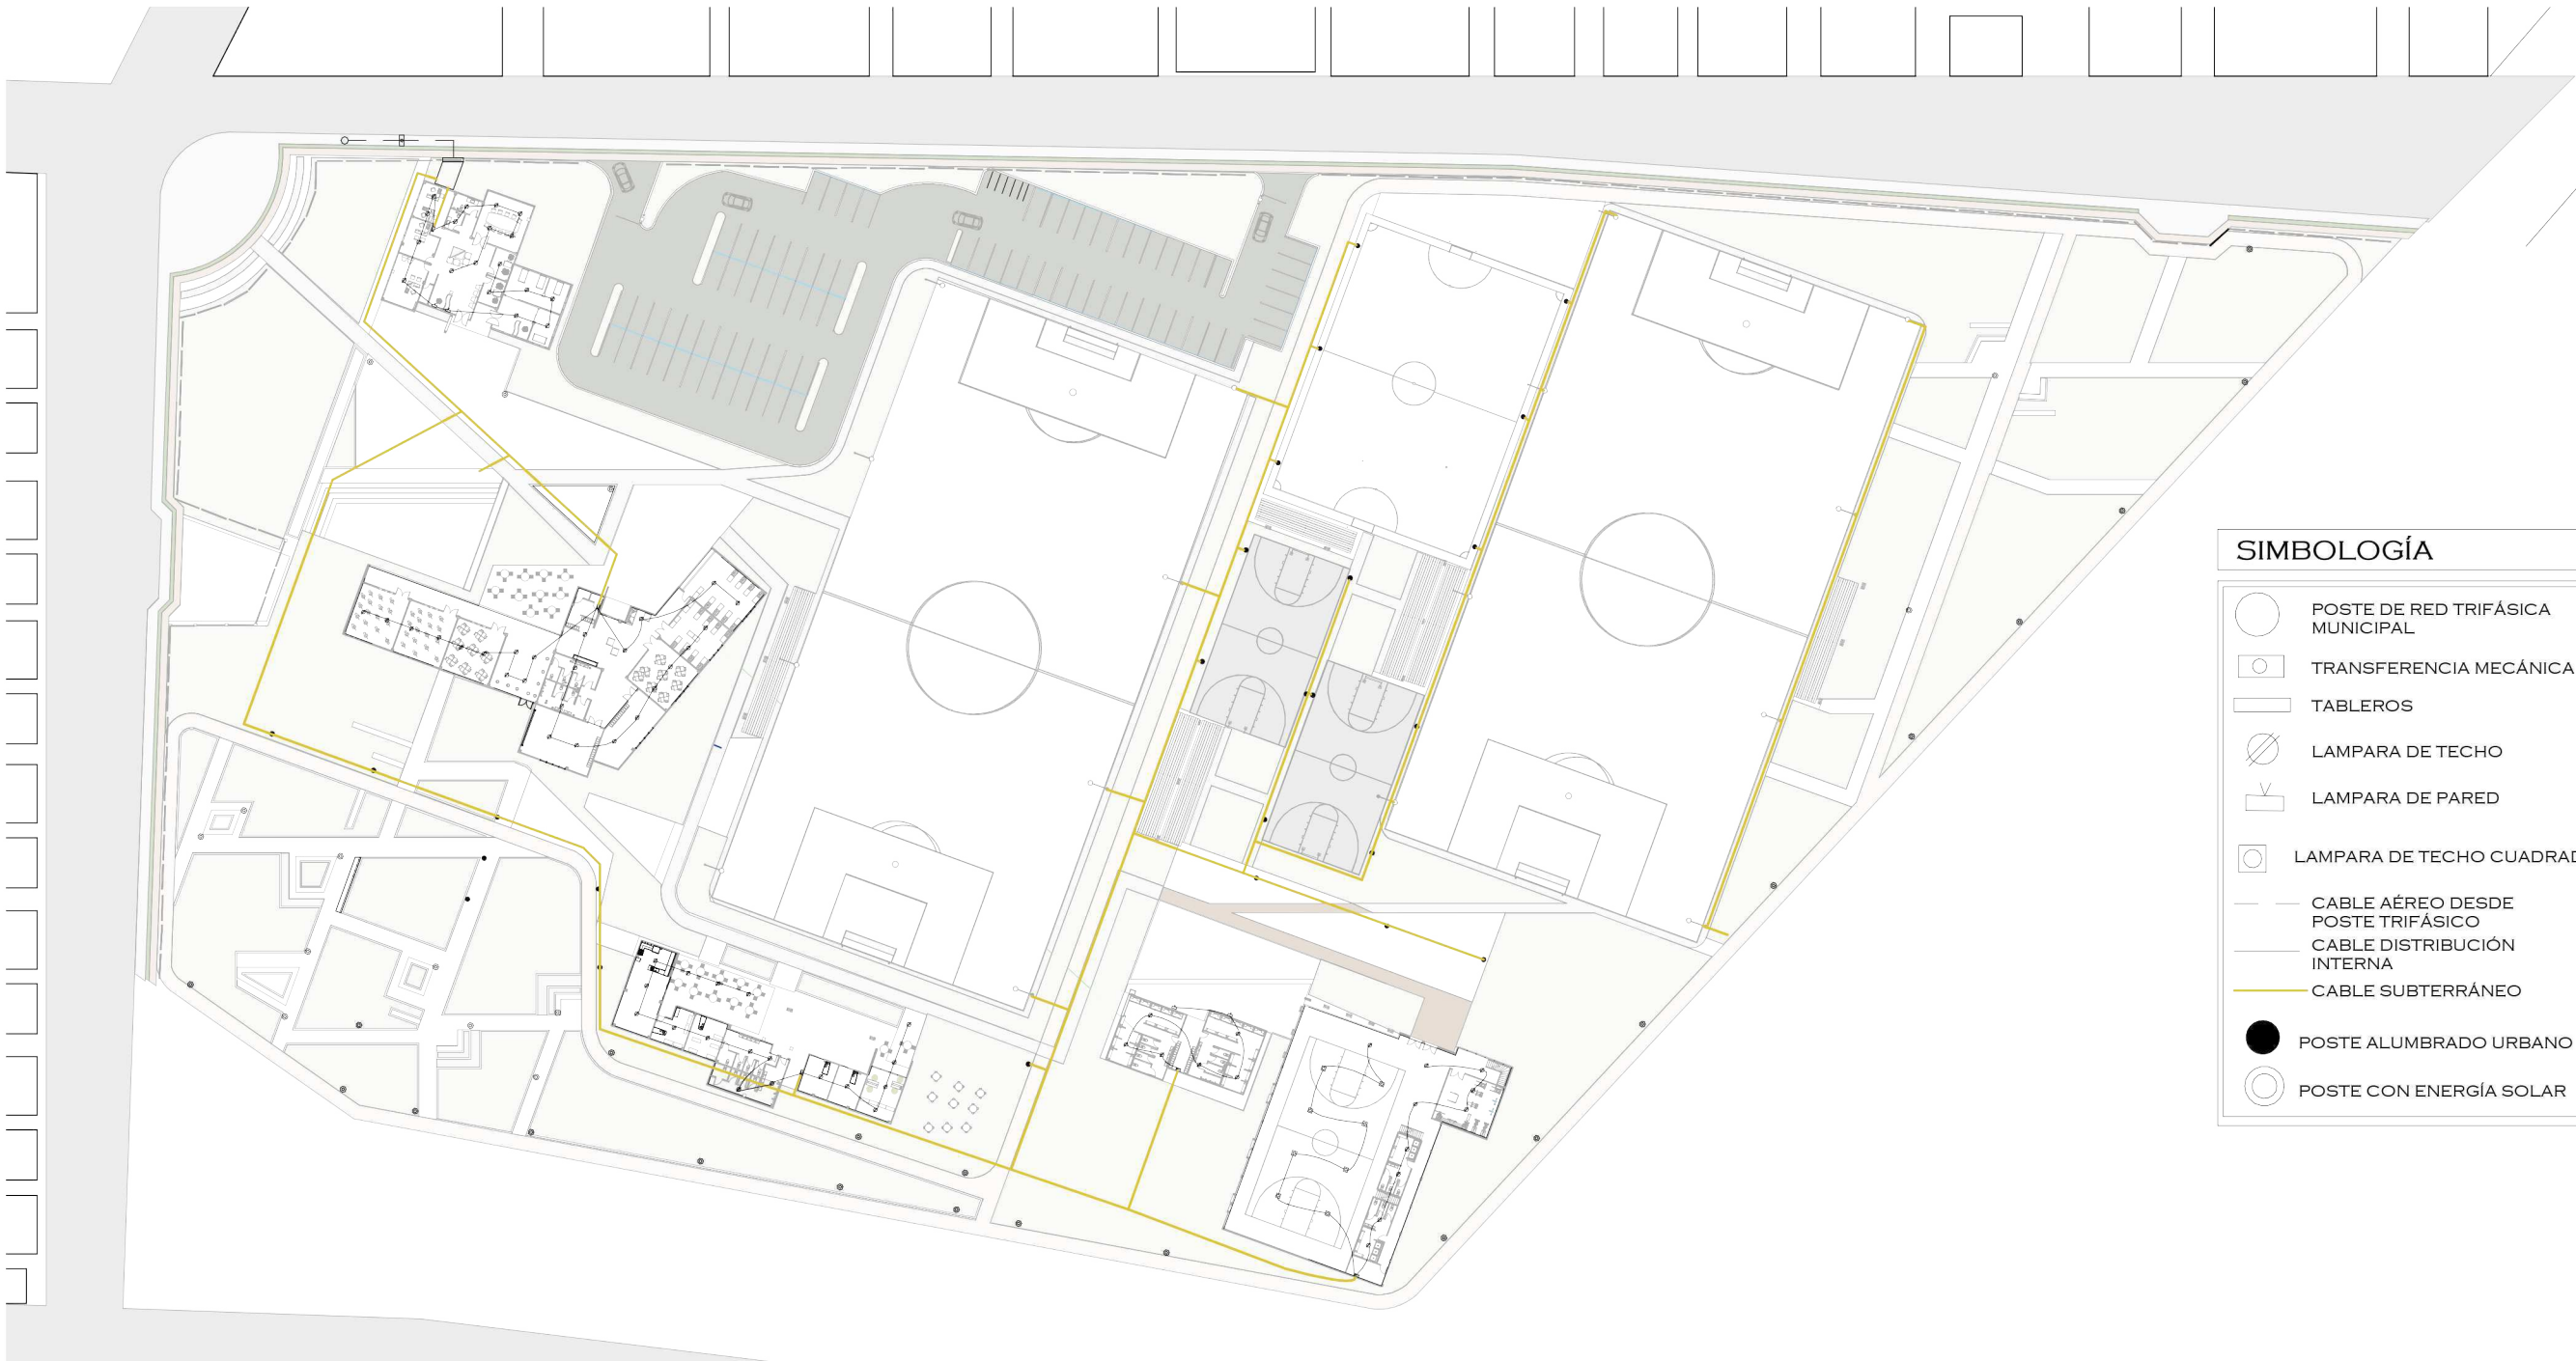 SIMBOLOGÍA
POSTE DE RED TRIFÁSICA
MUNICIPAL
TRANSFERENCIA MECÁNICA
TABLEROS
LAMPARA DE TECHO
LAMPARA DE PARED
LAMPARA DE TECHO CUADRAD
CABLE AÉREO DESDE
POSTE TRIFÁSICO
CABLE DISTRIBUCIÓN
INTERNA
CABLE SUBTERRÁNEO
POSTE ALUMBRADO URBANO
POSTE CON ENERGÍA SOLAR